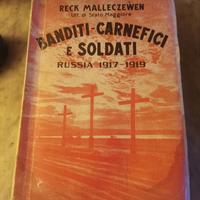 RECK MALLECZEWEN
Uff. di Stato Maggiore
BANDITI-CARNEFICI
E SOLDATI
RUSSIA 1917-1919